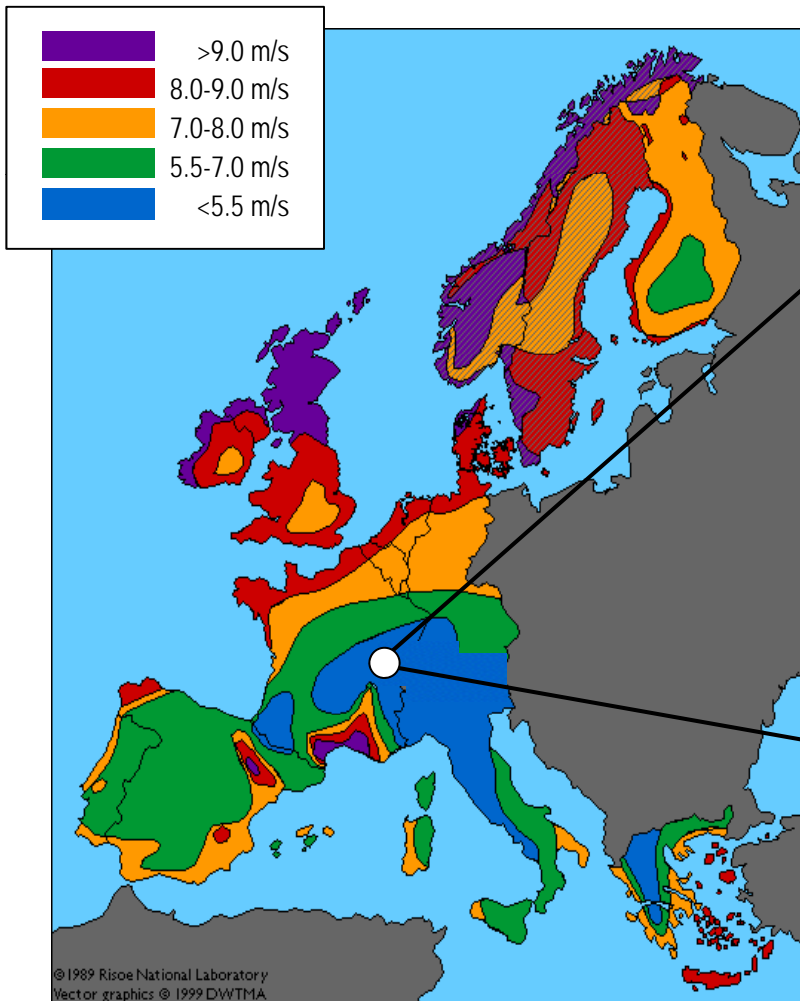 >9.0 m/s
8.0-9.0 m/s
7.0-8.0 m/s
5.5-7.0 m/s
<5.5 m/s
©1989 Risoe National Laboratory
Vector graphics © 1999 DWTMA